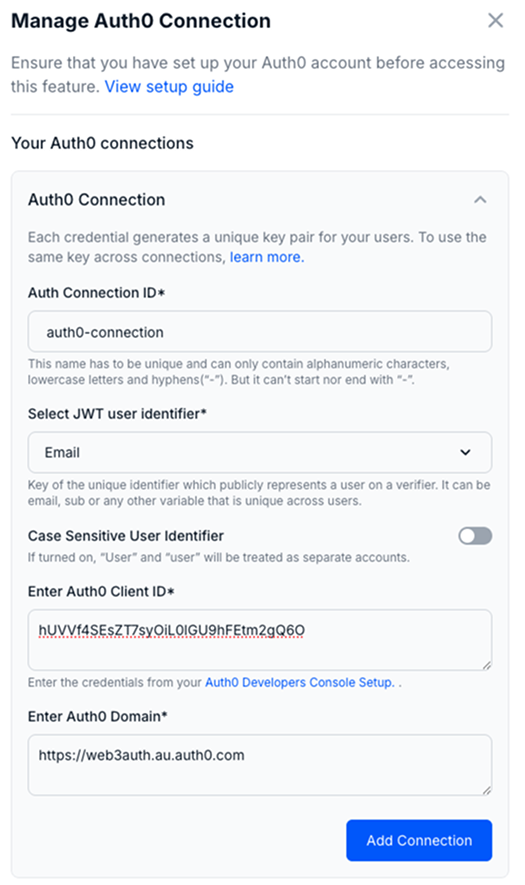 Manage Auth0 Connection
Ensure that you have set up your Auth0 account before accessing
this feature. View setup guide
Your Auth0 connections
Auth0 Connection
Each credential generates a unique key pair for your users. To use the
same key across connections, learn more.
Auth Connection ID*
auth0-connection
This name has to be unique and can only contain alphanumeric characters,
lowercase letters and hyphens(“-”). But it can't start nor end with “-”.
Select JWT user identifier*
Email
Key of the unique identifier which publicly represents a user on a verifier. It can be
email, sub or any other variable that is unique across users.
Case Sensitive User Identifier
If turned on, “User” and “user” will be treated as separate accounts.
Enter Auth0 Client ID*
hUVVf4SEsZT7syOiL0lGU9hFEtm2gQ6O
Enter the credentials from your Auth0 Developers Console Setup. .
Enter Auth0 Domain*
https://web3auth.au.auth0.com
Add Connection